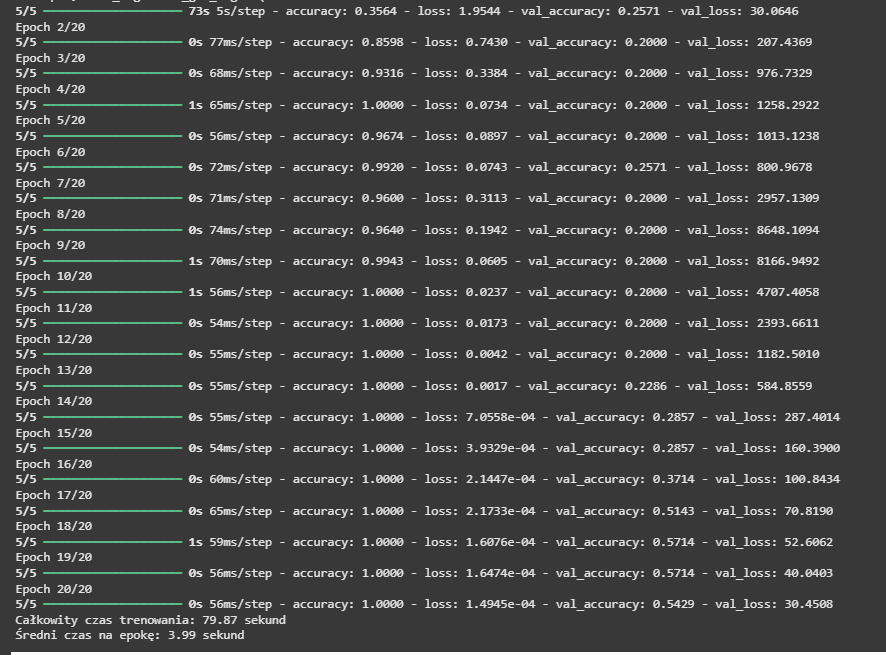 5/5 ━━━━━━━━━━━━━━━━━━━━ 73s 5s/step - accuracy: 0.3564 - loss: 1.9544 - val_accuracy: 0.2571 - val_loss: 30.0646
Epoch 2/20
5/5 ━━━━━━━━━━━━━━━━━━━━ 0s 77ms/step - accuracy: 0.8598 - loss: 0.7430 - val_accuracy: 0.2000 - val_loss: 207.4369
Epoch 3/20
5/5 ━━━━━━━━━━━━━━━━━━━━ 0s 68ms/step - accuracy: 0.9316 - loss: 0.3384 - val_accuracy: 0.2000 - val_loss: 976.7329
Epoch 4/20
5/5 ━━━━━━━━━━━━━━━━━━━━ 1s 65ms/step - accuracy: 1.0000 - loss: 0.0734 - val_accuracy: 0.2000 - val_loss: 1258.2922
Epoch 5/20
5/5 ━━━━━━━━━━━━━━━━━━━━ 0s 56ms/step - accuracy: 0.9674 - loss: 0.0897 - val_accuracy: 0.2000 - val_loss: 1013.1238
Epoch 6/20
5/5 ━━━━━━━━━━━━━━━━━━━━ 0s 72ms/step - accuracy: 0.9920 - loss: 0.0743 - val_accuracy: 0.2571 - val_loss: 800.9678
Epoch 7/20
5/5 ━━━━━━━━━━━━━━━━━━━━ 0s 71ms/step - accuracy: 0.9600 - loss: 0.3113 - val_accuracy: 0.2000 - val_loss: 2957.1309
Epoch 8/20
5/5 ━━━━━━━━━━━━━━━━━━━━ 0s 74ms/step - accuracy: 0.9640 - loss: 0.1942 - val_accuracy: 0.2000 - val_loss: 8648.1094
Epoch 9/20
5/5 ━━━━━━━━━━━━━━━━━━━━ 1s 70ms/step - accuracy: 0.9943 - loss: 0.0605 - val_accuracy: 0.2000 - val_loss: 8166.9492
Epoch 10/20
5/5 ━━━━━━━━━━━━━━━━━━━━ 1s 56ms/step - accuracy: 1.0000 - loss: 0.0237 - val_accuracy: 0.2000 - val_loss: 4707.4058
Epoch 11/20
5/5 ━━━━━━━━━━━━━━━━━━━━ 0s 54ms/step - accuracy: 1.0000 - loss: 0.0173 - val_accuracy: 0.2000 - val_loss: 2393.6611
Epoch 12/20
5/5 ━━━━━━━━━━━━━━━━━━━━ 0s 55ms/step - accuracy: 1.0000 - loss: 0.0042 - val_accuracy: 0.2000 - val_loss: 1182.5010
Epoch 13/20
5/5 ━━━━━━━━━━━━━━━━━━━━ 0s 55ms/step - accuracy: 1.0000 - loss: 0.0017 - val_accuracy: 0.2286 - val_loss: 584.8559
Epoch 14/20
5/5 ━━━━━━━━━━━━━━━━━━━━ 0s 55ms/step - accuracy: 1.0000 - loss: 7.0558e-04 - val_accuracy: 0.2857 - val_loss: 287.4014
Epoch 15/20
5/5 ━━━━━━━━━━━━━━━━━━━━ 0s 54ms/step - accuracy: 1.0000 - loss: 3.9329e-04 - val_accuracy: 0.2857 - val_loss: 160.3900
Epoch 16/20
5/5 ━━━━━━━━━━━━━━━━━━━━ 0s 60ms/step - accuracy: 1.0000 - loss: 2.1447e-04 - val_accuracy: 0.3714 - val_loss: 100.8434
Epoch 17/20
5/5 ━━━━━━━━━━━━━━━━━━━━ 0s 65ms/step - accuracy: 1.0000 - loss: 2.1733e-04 - val_accuracy: 0.5143 - val_loss: 70.8190
Epoch 18/20
5/5 ━━━━━━━━━━━━━━━━━━━━ 1s 59ms/step - accuracy: 1.0000 - loss: 1.6076e-04 - val_accuracy: 0.5714 - val_loss: 52.6062
Epoch 19/20
5/5 ━━━━━━━━━━━━━━━━━━━━ 0s 56ms/step - accuracy: 1.0000 - loss: 1.6474e-04 - val_accuracy: 0.5714 - val_loss: 40.0403
Epoch 20/20
5/5 ━━━━━━━━━━━━━━━━━━━━ 0s 56ms/step - accuracy: 1.0000 - loss: 1.4945e-04 - val_accuracy: 0.5429 - val_loss: 30.4508
Całkowity czas trenowania: 79.87 sekund
Średni czas na epokę: 3.99 sekund